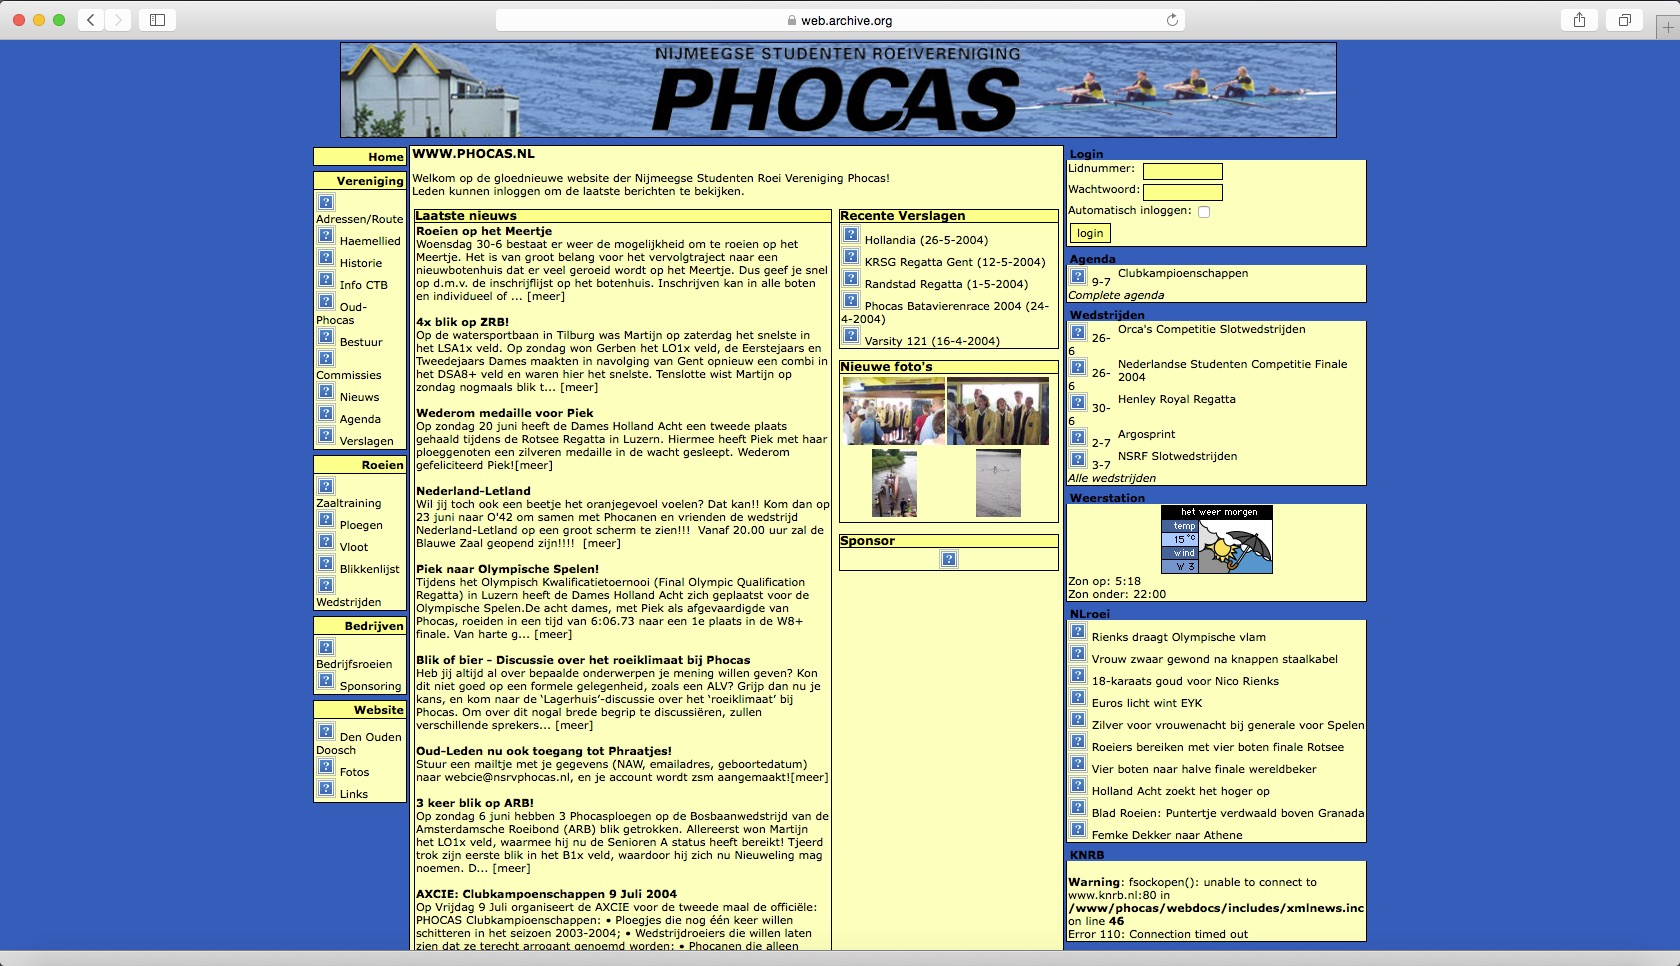 web.archive.org
NIJMEEGSE STUDENTEN ROEIVERENIGING
PHOCAS
Home
Vereniging
Adressen/Route
Haemellied
Historie
Info CTB
Oud-
Phocas
Bestuur
Commissies
Nieuws
Agenda
Verslagen
Roeien
Zaaltraining
Ploegen
Vloot
Blikkenlijst
Wedstrijden
Bedrijven
Bedrijfsroeien
Sponsoring
Website
Den Ouden
Doosch
Fotos
Links
WWW.PHOCAS.NL
Welkom op de gloednieuwe website der Nijmeegse Studenten Roei Vereniging Phocas!
Leden kunnen inloggen om de laatste berichten te bekijken.
Laatste nieuws
Roeien op het Meertje
Woensdag 30-6 bestaat er weer de mogelijkheid om te roeien op het
Meertje. Het is van groot belang voor het vervolgtraject naar een
nieuwbotenhuis dat er veel geroeid wordt op het Meertje. Dus geef je snel
op d.m.v. de inschrijflijst op het botenhuis. Inschrijven kan in alle boten
en individueel of ... [meer]
4x blik op ZRB!
Op de watersportbaan in Tilburg was Martijn op zaterdag het snelste in
het LSA1x veld. Op zondag won Gerben het LO1x veld, de Eerstejaars en
Tweedejaars Dames maakten in navolging van Gent opnieuw een combi in
het DSA8+ veld en waren hier het snelste. Tenslotte wist Martijn op
zondag nogmaals blik t... [meer]
Wederom medaille voor Piek
Op zondag 20 juni heeft de Dames Holland Acht een tweede plaats
gehaald tijdens de Rotsee Regatta in Luzern. Hiermee heeft Piek met haar
ploeggenoten een zilveren medaille in de wacht gesleept. Wederom
gefeliciteerd Piek![meer]
Nederland-Letland
Wil jij toch ook een beetje het oranjegevoel voelen? Dat kan!! Kom dan op
23 juni naar O'42 om samen met Phocanen en vrienden de wedstrijd
Nederland-Letland op een groot scherm te zien!!! Vanaf 20.00 uur zal de
Blauwe Zaal geopend zijn!!!! [meer]
Piek naar Olympische Spelen!
Tijdens het Olympisch Kwalificatietoernooi (Final Olympic Qualification
Regatta) in Luzern heeft de Dames Holland Acht zich geplaatst voor de
Olympische Spelen.De acht dames, met Piek als afgevaardigde van
Phocas, roeiden in een tijd van 6:06.73 naar een 1e plaats in de W8+
finale. Van harte g... [meer]
Blik of bier - Discussie over het roeiklimaat bij Phocas
Heb jij altijd al over bepaalde onderwerpen je mening willen geven? Kon
dit niet goed op een formele gelegenheid, zoals een ALV? Grijp dan nu je
kans, en kom naar de ‘Lagerhuis’-discussie over het ‘roeiklimaat’ bij
Phocas. Om over dit nogal brede begrip te discussiëren, zullen
verschillende sprekers... [meer]
Oud-Leden nu ook toegang tot Phraatjes!
Stuur een mailtje met je gegevens (NAW, emailadres, geboortedatum)
naar webcie@nsrvphocas.nl, en je account wordt zsm aangemaakt![meer]
3 keer blik op ARB!
Op zondag 6 juni hebben 3 Phocasploegen op de Bosbaanwedstrijd van de
Amsterdamsche Roeibond (ARB) blik getrokken. Allereerst won Martijn
het LO1x veld, waarmee hij nu de Senioren A status heeft bereikt! Tjeerd
trok zijn eerste blik in het B1x veld, waardoor hij zich nu Nieuweling mag
noemen. D... [meer]
AXCIE: Clubkampoenschappen 9 Juli 2004
Op Vrijdag 9 Juli organiseert de AXCIE voor de tweede maal de officiële:
PHOCAS Clubkampioenschappen: • Ploegjes die nog één keer willen
schitteren in het seizoen 2003-2004; • Wedstrijdroeiers die willen laten
zien dat ze terecht arrogant genoemd worden; • Phocanen die alleen
Recente Verslagen
Hollandia (26-5-2004)
KRSG Regatta Gent (12-5-2004)
Randstad Regatta (1-5-2004)
Phocas Batavierenrace 2004 (24-
4-2004)
Varsity 121 (16-4-2004)
Nieuwe foto's
Sponsor
Login
Lidnummer:
Wachtwoord:
Automatisch inloggen:
login
Agenda
9-7 Clubkampioenschappen
Complete agenda
Wedstrijden
26-6 Orca's Competitie Slotwedstrijden
26-6 Nederlandse Studenten Competitie Finale
2004
30-6 Henley Royal Regatta
2-7 Argosprint
3-7 NSRF Slotwedstrijden
Alle wedstrijden
Weerstation
het weer morgen
temp
15 °C
wind
W 3
Zon op: 5:18
Zon onder: 22:00
NLroei
Rienks draagt Olympische vlam
Vrouw zwaar gewond na knappen staalkabel
18-karaats goud voor Nico Rienks
Euros licht wint EYK
Zilver voor vrouwenacht bij generale voor Spelen
Roeiers bereiken met vier boten finale Rotsee
Vier boten naar halve finale wereldbeker
Holland Acht zoekt het hoger op
Blad Roeien: Puntertje verdwaald boven Granada
Femke Dekker naar Athene
KNRB
Warning: fsockopen(): unable to connect to
www.knrb.nl:80 in
/www/phocas/webdocs/includes/xmlnews.inc
on line 46
Error 110: Connection timed out